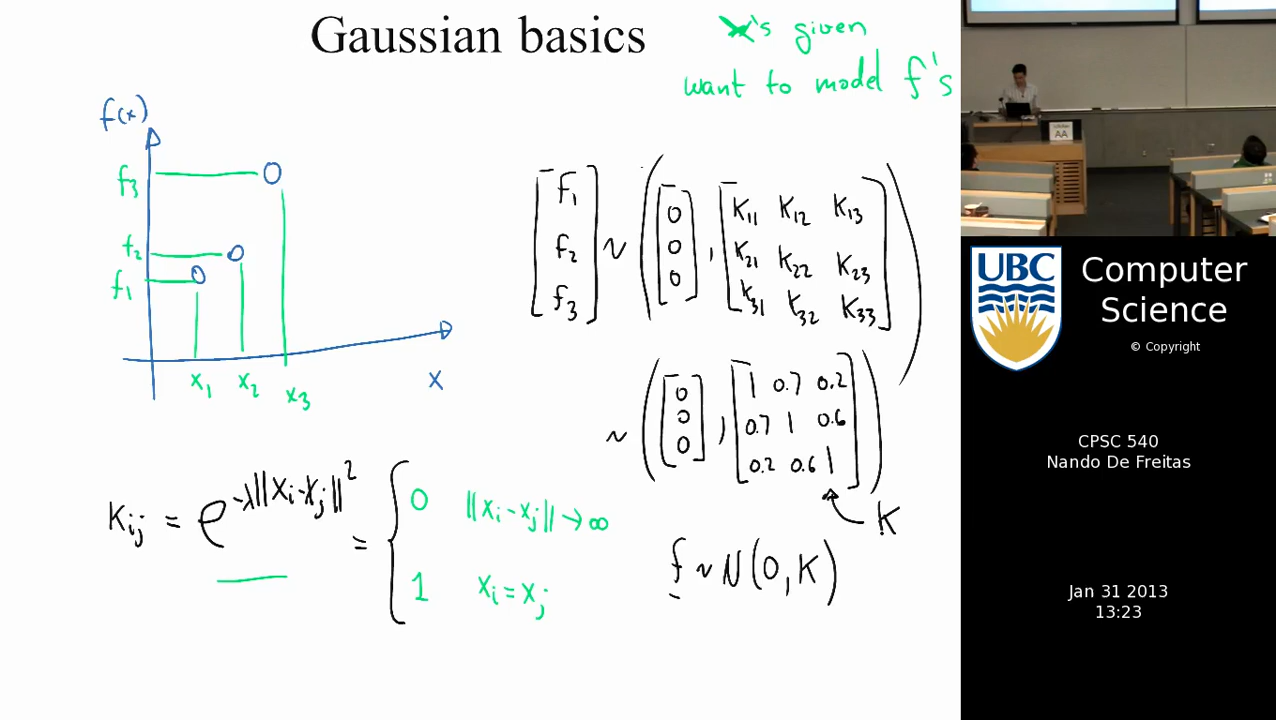 Gaussian basics
x's given
want to model f's
f(x)
f3
f2
f1
x1 x2 x3
x
[f1 f2 f3] ~ ([0 0 0], [K11 K12 K13
K21 K22 K23
K31 K32 K33])
~ ([0 0 0], [1 0.7 0.2
0.7 1 0.6
0.2 0.6 1])
K
Kij = e^-λ||xi-xj||^2 = { 0 ||xi-xj|| → ∞
1 xi = xj
f ~ N(0, K)
AA
UBC
Computer
Science
© Copyright
CPSC 540
Nando De Freitas
Jan 31 2013
13:23